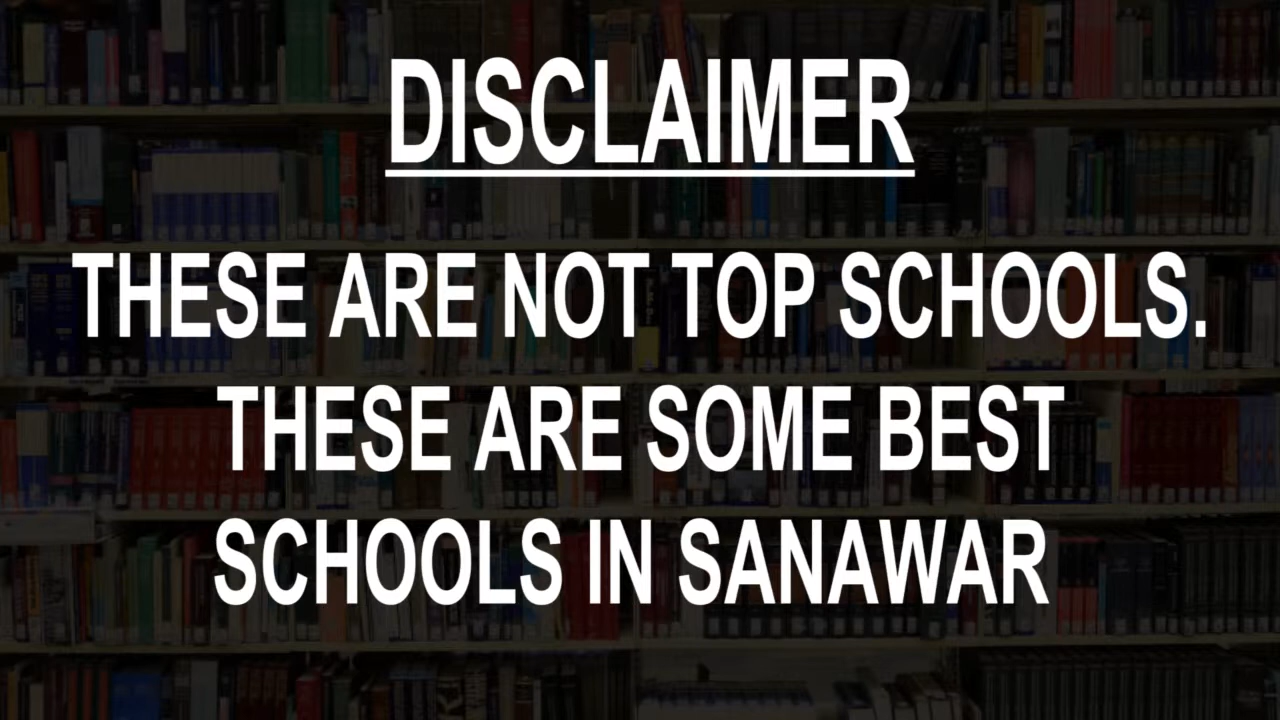 DISCLAIMER
THESE ARE NOT TOP SCHOOLS.
THESE ARE SOME BEST
SCHOOLS IN SANAWAR